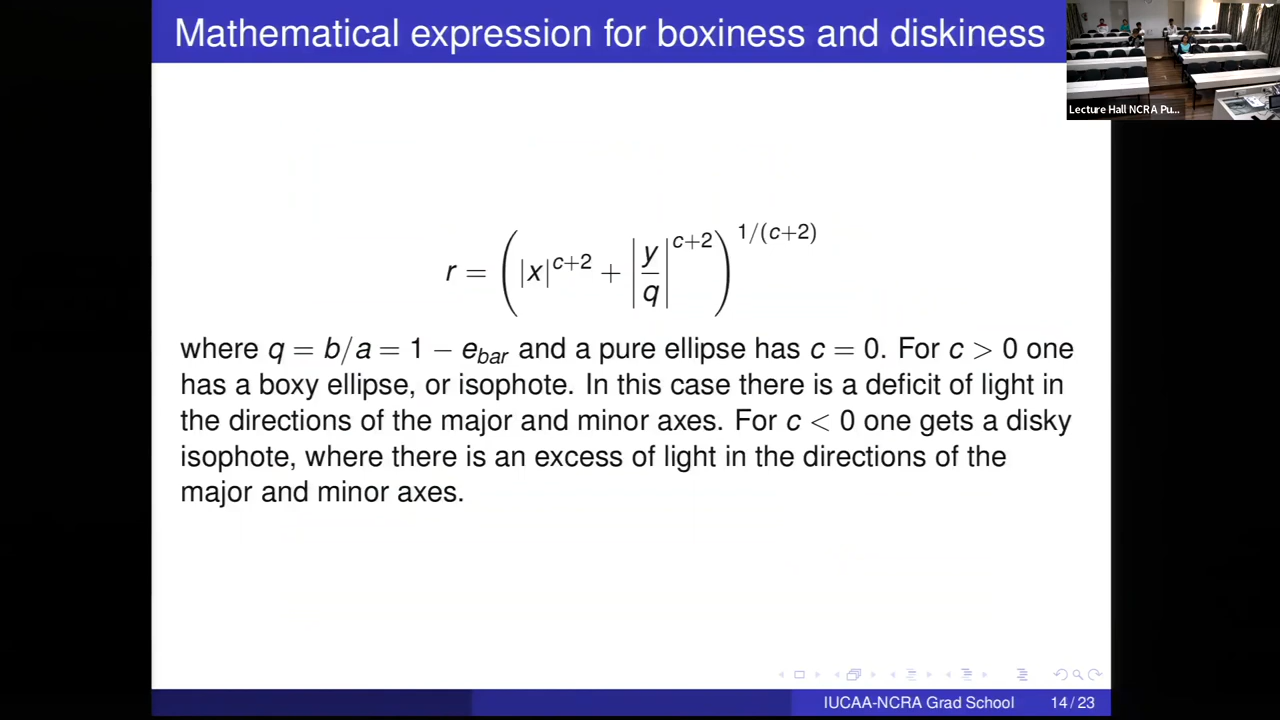 Mathematical expression for boxiness and diskiness
Lecture Hall NCRA Pu...
r = ( |x|^{c+2} + |y/q|^{c+2} )^{1/(c+2)}
where q = b/a = 1 − e_{bar} and a pure ellipse has c = 0. For c > 0 one
has a boxy ellipse, or isophote. In this case there is a deficit of light in
the directions of the major and minor axes. For c < 0 one gets a disky
isophote, where there is an excess of light in the directions of the
major and minor axes.
IUCAA-NCRA Grad School 14/23